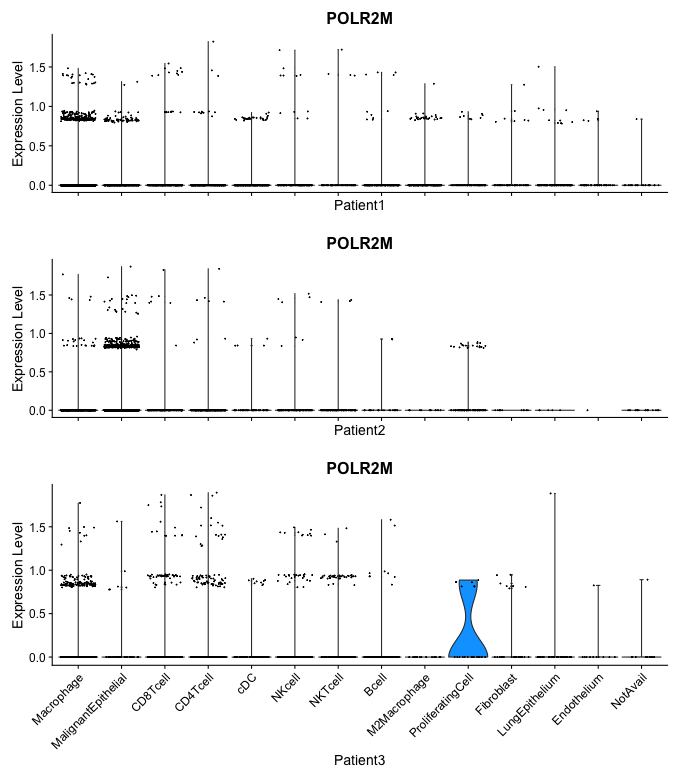 POLR2M
Expression Level
1.5
1.0
0.5
0.0
Patient1
POLR2M
Expression Level
1.5
1.0
0.5
0.0
Patient2
POLR2M
Expression Level
1.5
1.0
0.5
0.0
Macrophage
MalignantEpithelial
CD8Tcell
CD4Tcell
cDC
NKcell
NKTcell
Bcell
M2Macrophage
ProliferatingCell
Fibroblast
LungEpithelium
Endothelium
NotAvail
Patient3